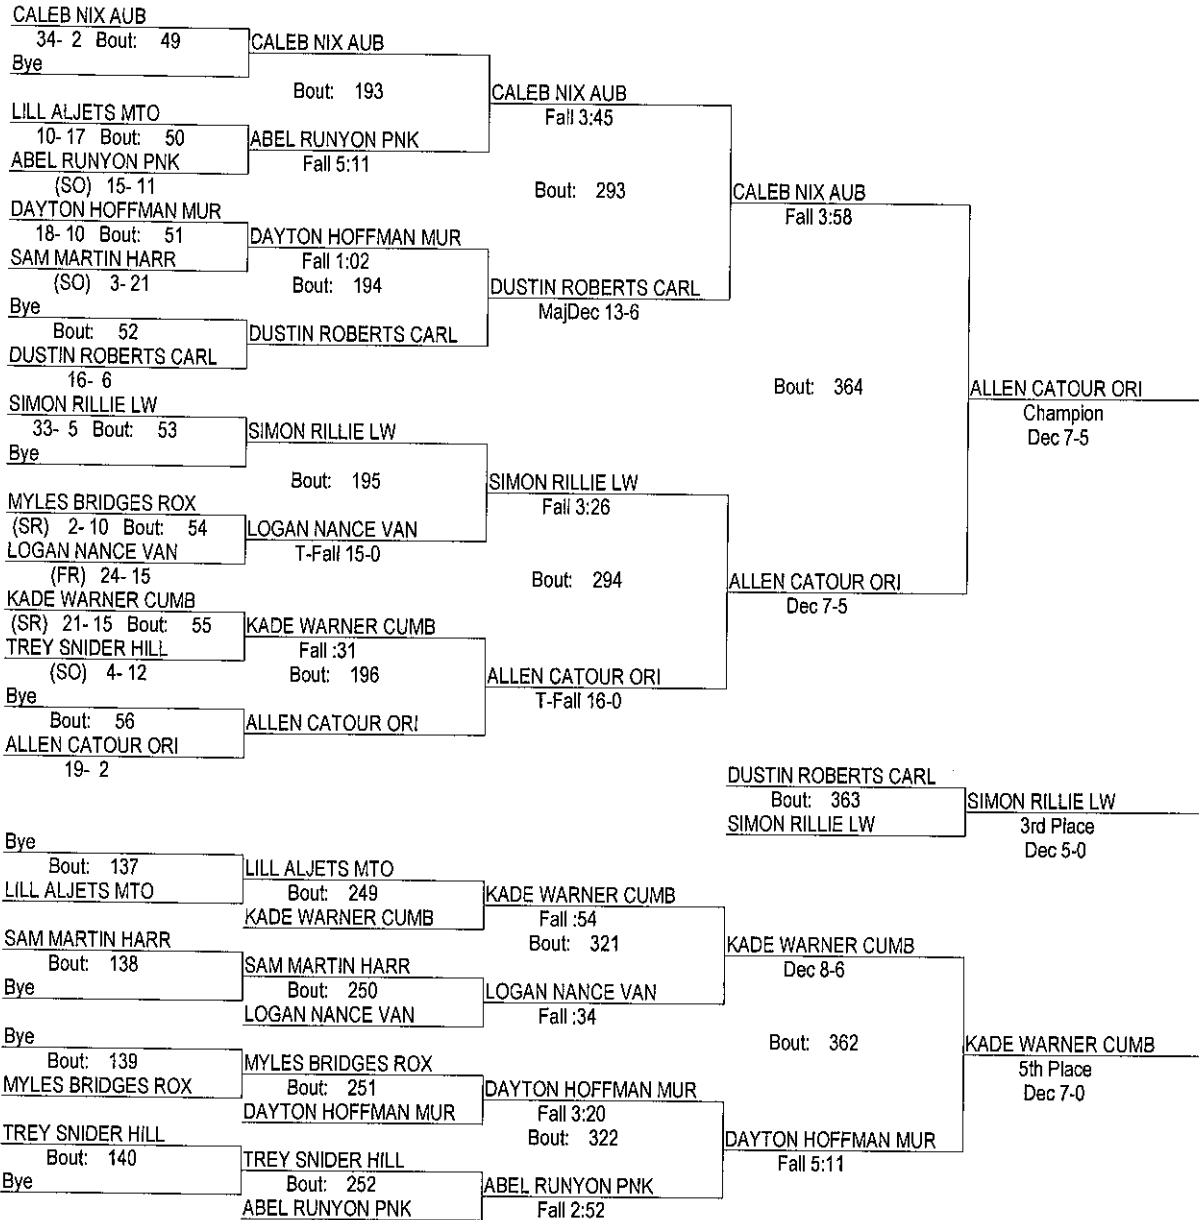 CALEB NIX AUB
34- 2 Bout: 49
Bye
CALEB NIX AUB
Bout: 193
CALEB NIX AUB
Fall 3:45
LILL ALJETS MTO
10- 17 Bout: 50
ABEL RUNYON PNK
(SO) 15- 11
ABEL RUNYON PNK
Fall 5:11
Bout: 293
CALEB NIX AUB
Fall 3:58
DAYTON HOFFMAN MUR
18- 10 Bout: 51
SAM MARTIN HARR
(SO) 3- 21
DAYTON HOFFMAN MUR
Fall 1:02
Bout: 194
DUSTIN ROBERTS CARL
MajDec 13-6
Bye
Bout: 52
DUSTIN ROBERTS CARL
16- 6
DUSTIN ROBERTS CARL
Bout: 364
ALLEN CATOUR ORI
Champion
Dec 7-5
SIMON RILLIE LW
33- 5 Bout: 53
Bye
SIMON RILLIE LW
Bout: 195
SIMON RILLIE LW
Fall 3:26
MYLES BRIDGES ROX
(SR) 2- 10 Bout: 54
LOGAN NANCE VAN
(FR) 24- 15
LOGAN NANCE VAN
T-Fall 15-0
Bout: 294
ALLEN CATOUR ORI
Dec 7-5
KADE WARNER CUMB
(SR) 21- 15 Bout: 55
TREY SNIDER HILL
(SO) 4- 12
KADE WARNER CUMB
Fall :31
Bout: 196
ALLEN CATOUR ORI
T-Fall 16-0
Bye
Bout: 56
ALLEN CATOUR ORI
19- 2
ALLEN CATOUR ORI
DUSTIN ROBERTS CARL
Bout: 363
SIMON RILLIE LW
SIMON RILLIE LW
3rd Place
Dec 5-0
Bye
Bout: 137
LILL ALJETS MTO
LILL ALJETS MTO
Bout: 249
KADE WARNER CUMB
KADE WARNER CUMB
Fall :54
Bout: 321
KADE WARNER CUMB
Dec 8-6
SAM MARTIN HARR
Bout: 138
Bye
SAM MARTIN HARR
Bout: 250
LOGAN NANCE VAN
LOGAN NANCE VAN
Fall :34
Bout: 362
KADE WARNER CUMB
5th Place
Dec 7-0
Bye
Bout: 139
MYLES BRIDGES ROX
MYLES BRIDGES ROX
Bout: 251
DAYTON HOFFMAN MUR
DAYTON HOFFMAN MUR
Fall 3:20
Bout: 322
DAYTON HOFFMAN MUR
Fall 5:11
TREY SNIDER HILL
Bout: 140
Bye
TREY SNIDER HILL
Bout: 252
ABEL RUNYON PNK
ABEL RUNYON PNK
Fall 2:52